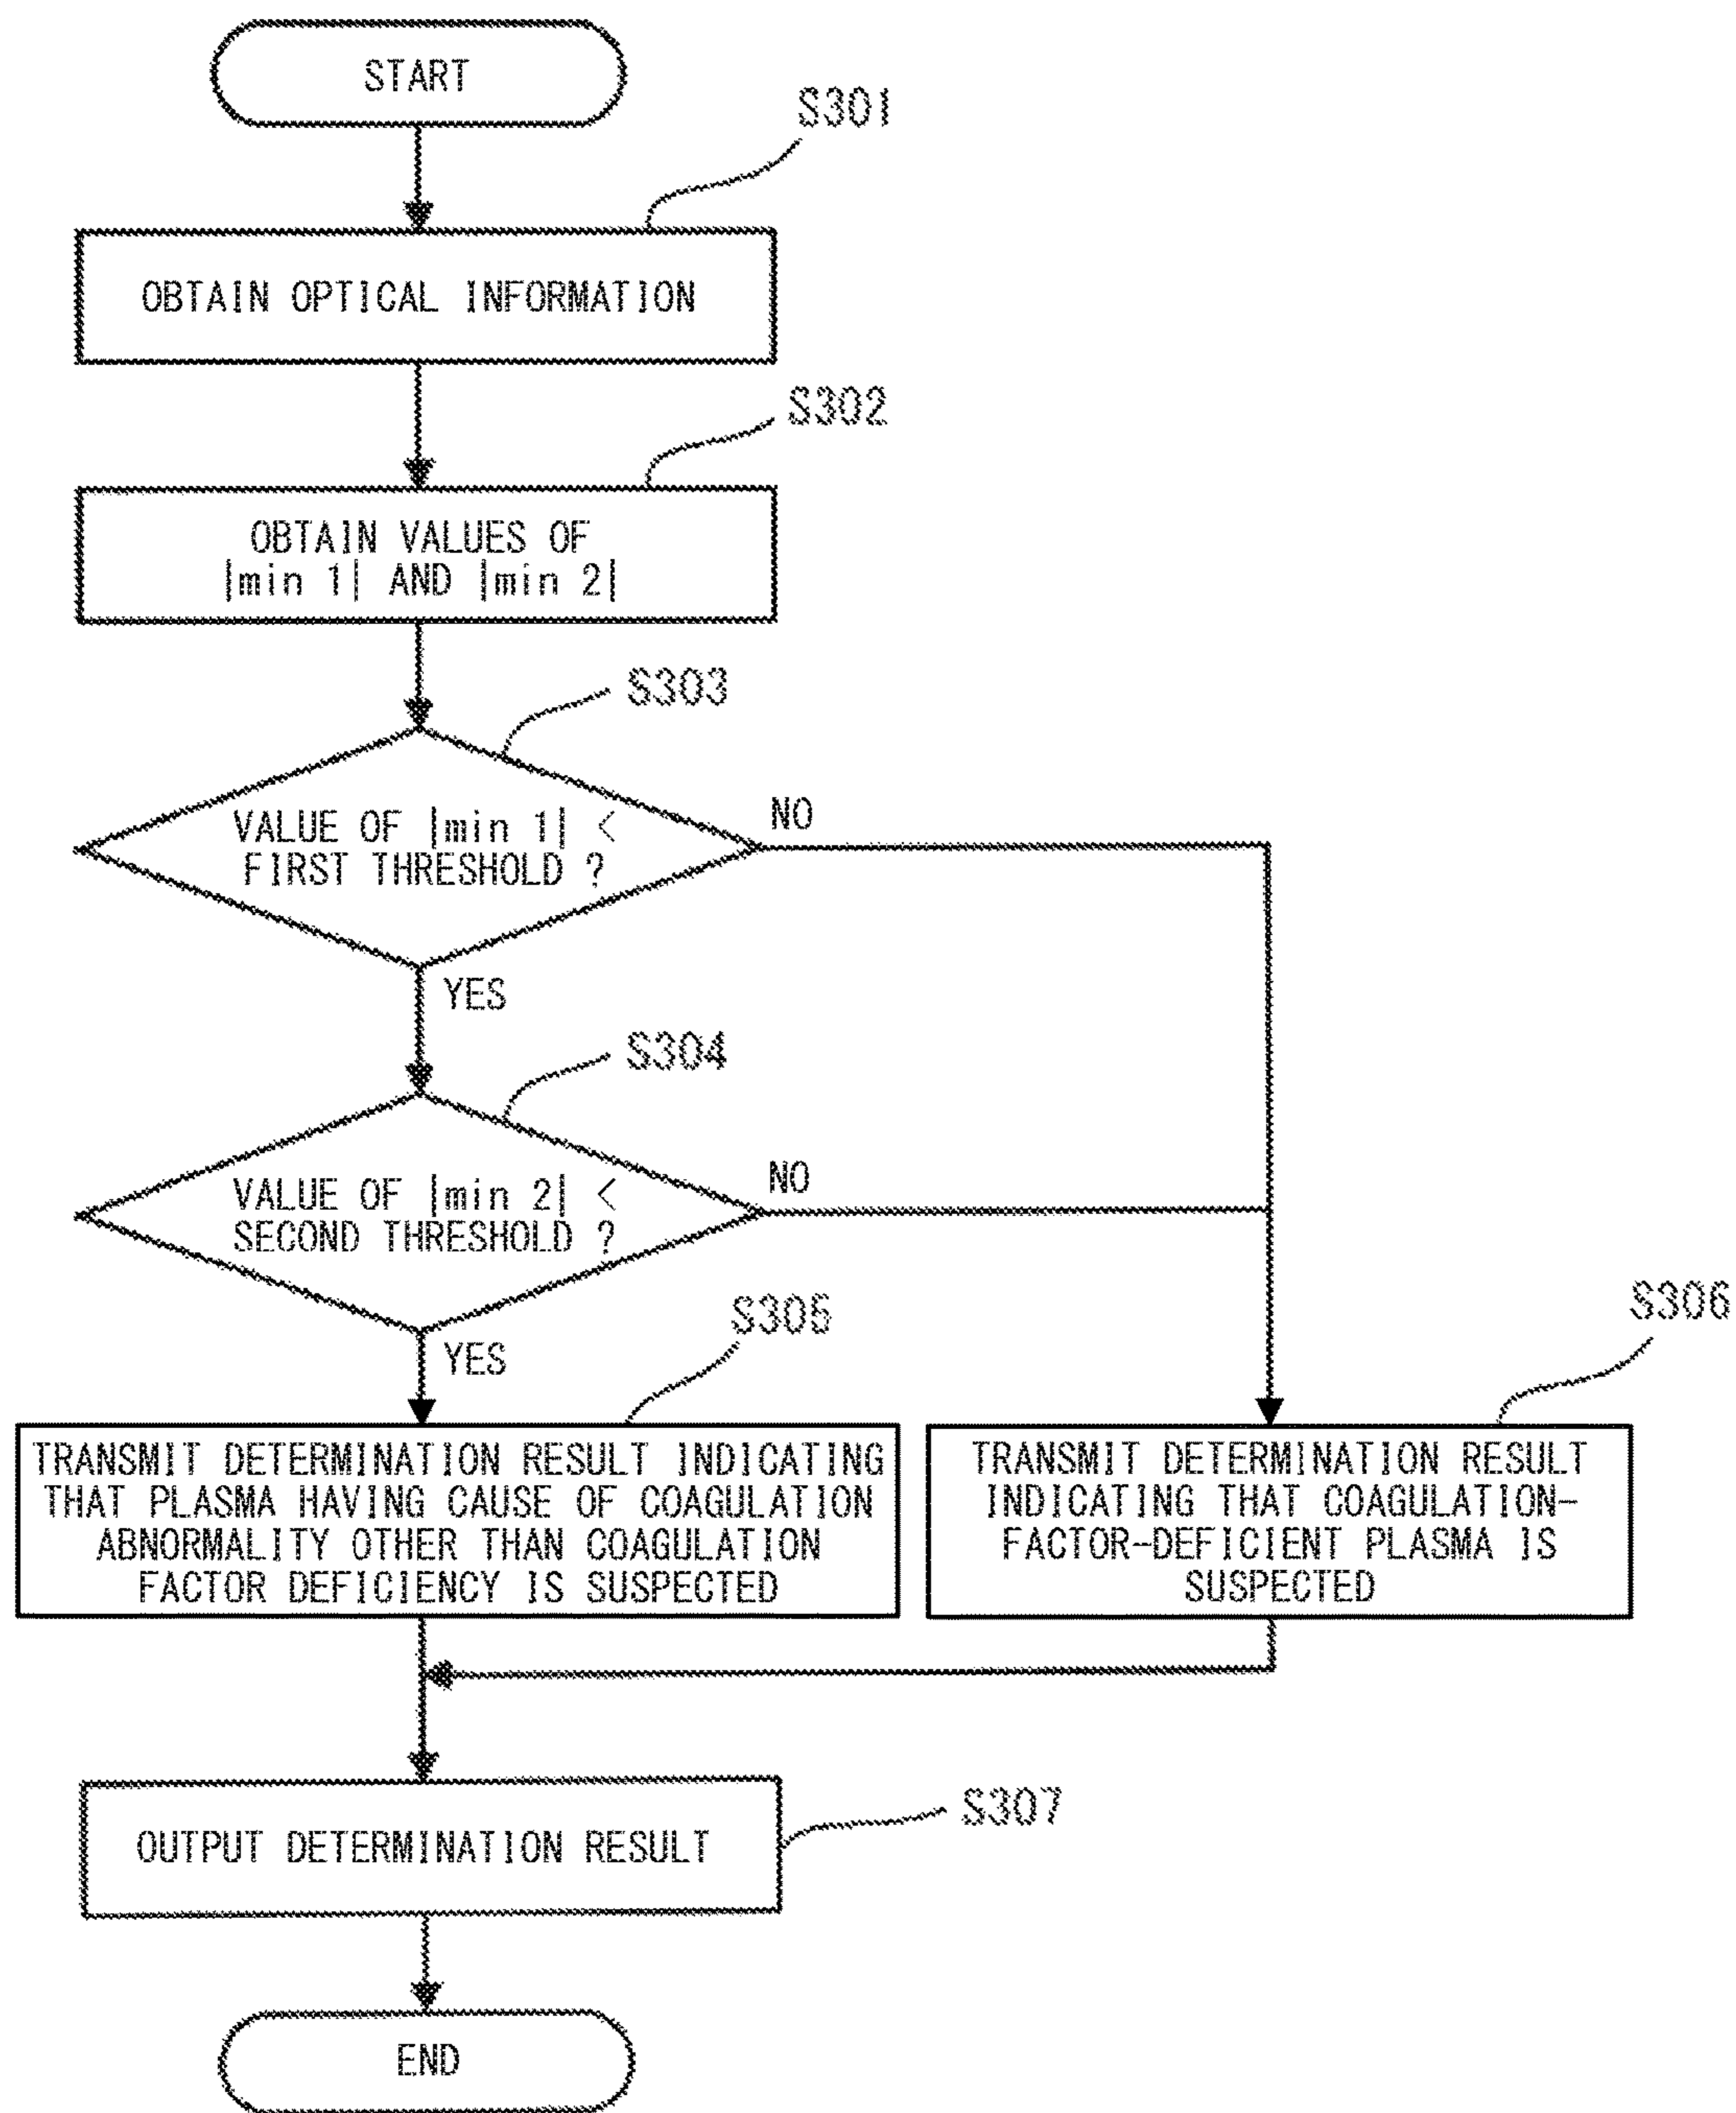 START
S301
OBTAIN OPTICAL INFORMATION
S302
OBTAIN VALUES OF
|min 1| AND |min 2|
S303
VALUE OF |min 1| <
FIRST THRESHOLD ?
NO
YES
S304
VALUE OF |min 2| <
SECOND THRESHOLD ?
NO
YES
S305
TRANSMIT DETERMINATION RESULT INDICATING
THAT PLASMA HAVING CAUSE OF COAGULATION
ABNORMALITY OTHER THAN COAGULATION
FACTOR DEFICIENCY IS SUSPECTED
S306
TRANSMIT DETERMINATION RESULT
INDICATING THAT COAGULATION-
FACTOR-DEFICIENT PLASMA IS
SUSPECTED
OUTPUT DETERMINATION RESULT
S307
END